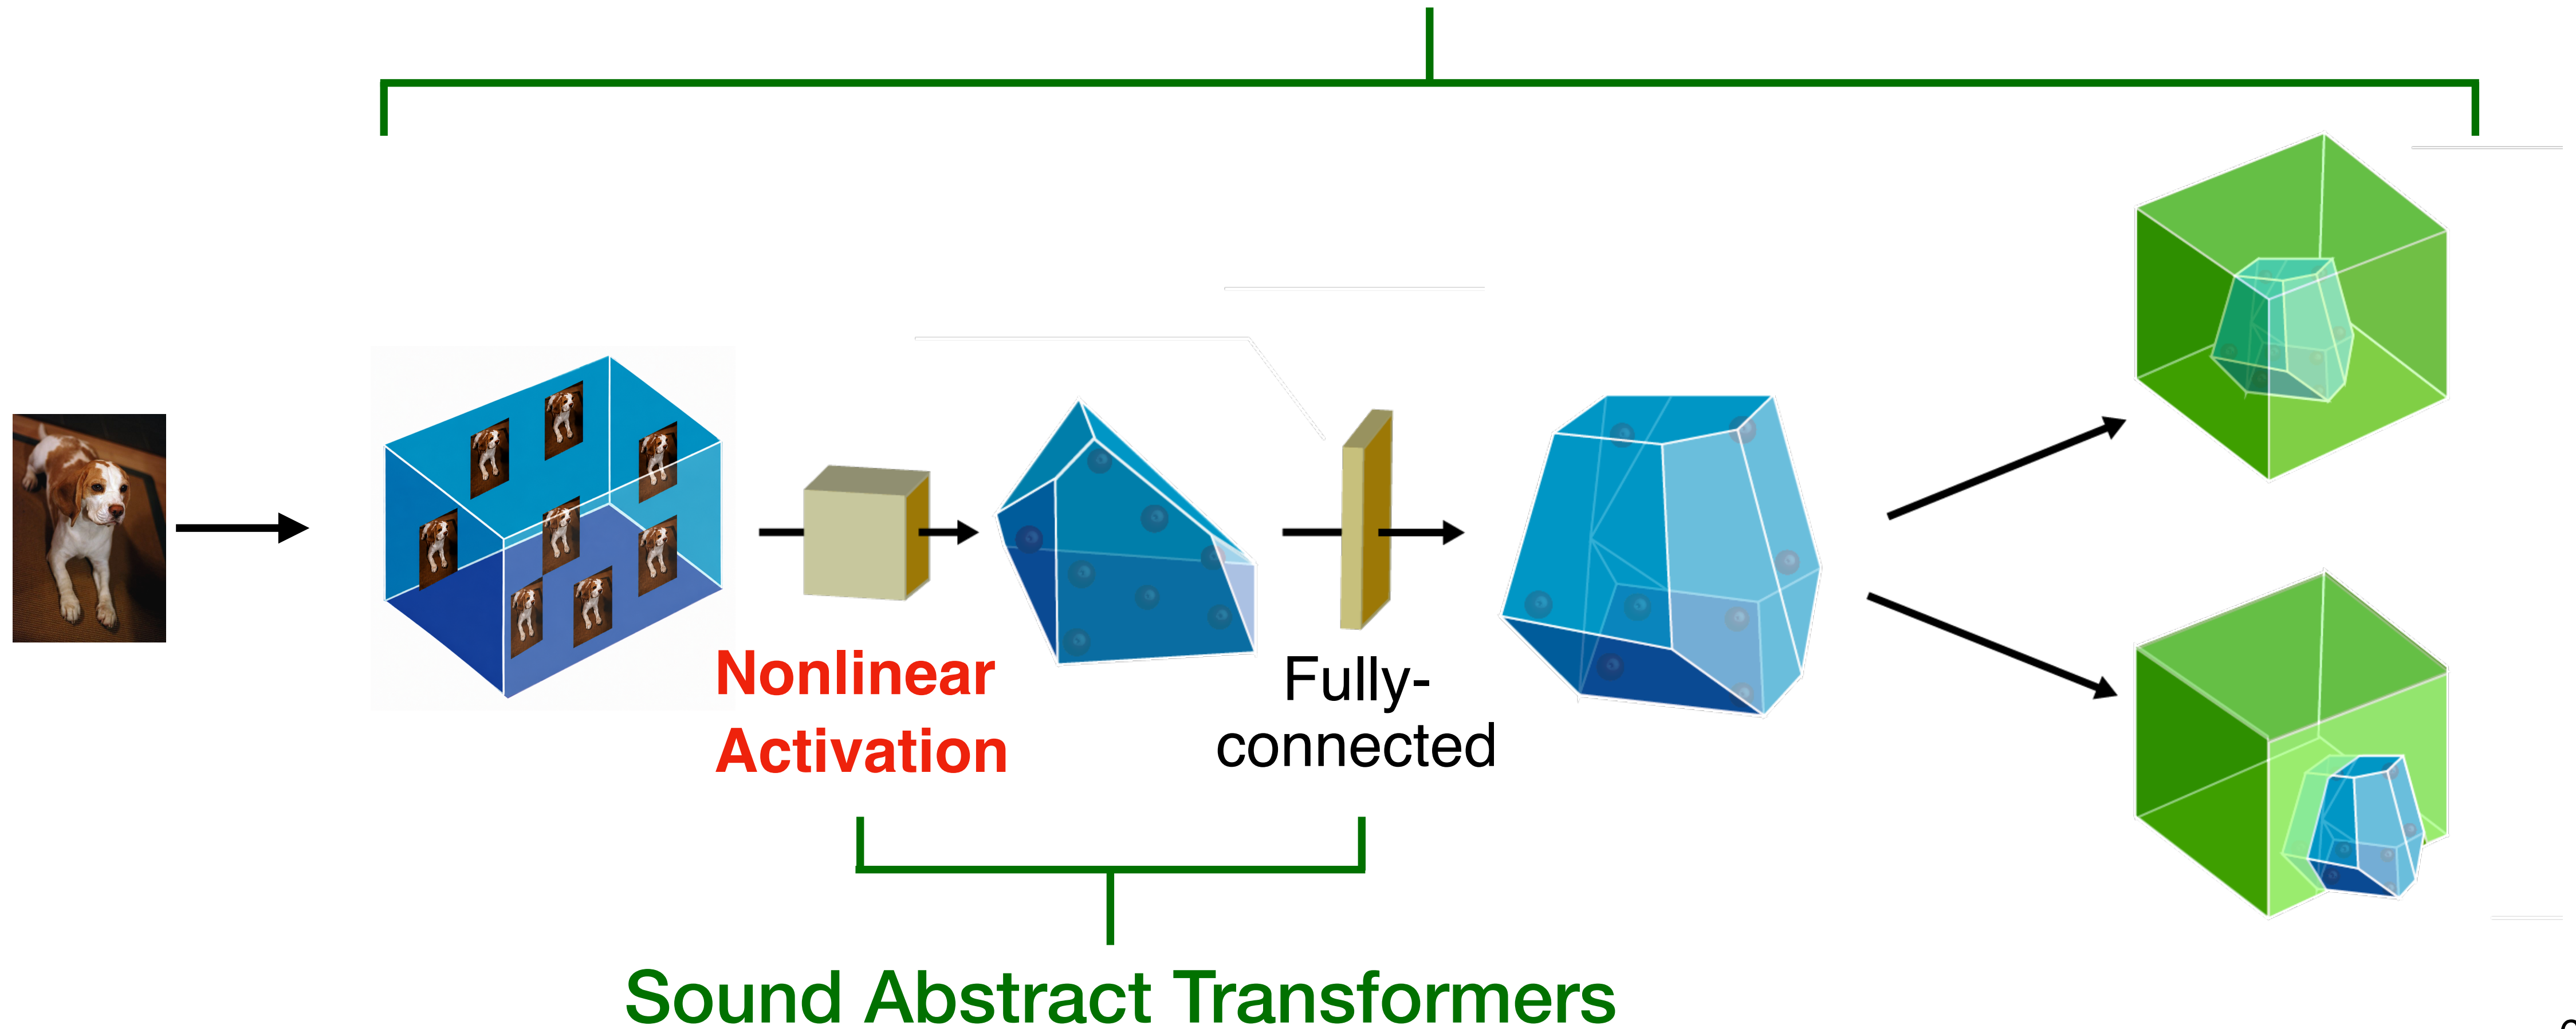 Nonlinear
Activation
Fully-
connected
Sound Abstract Transformers